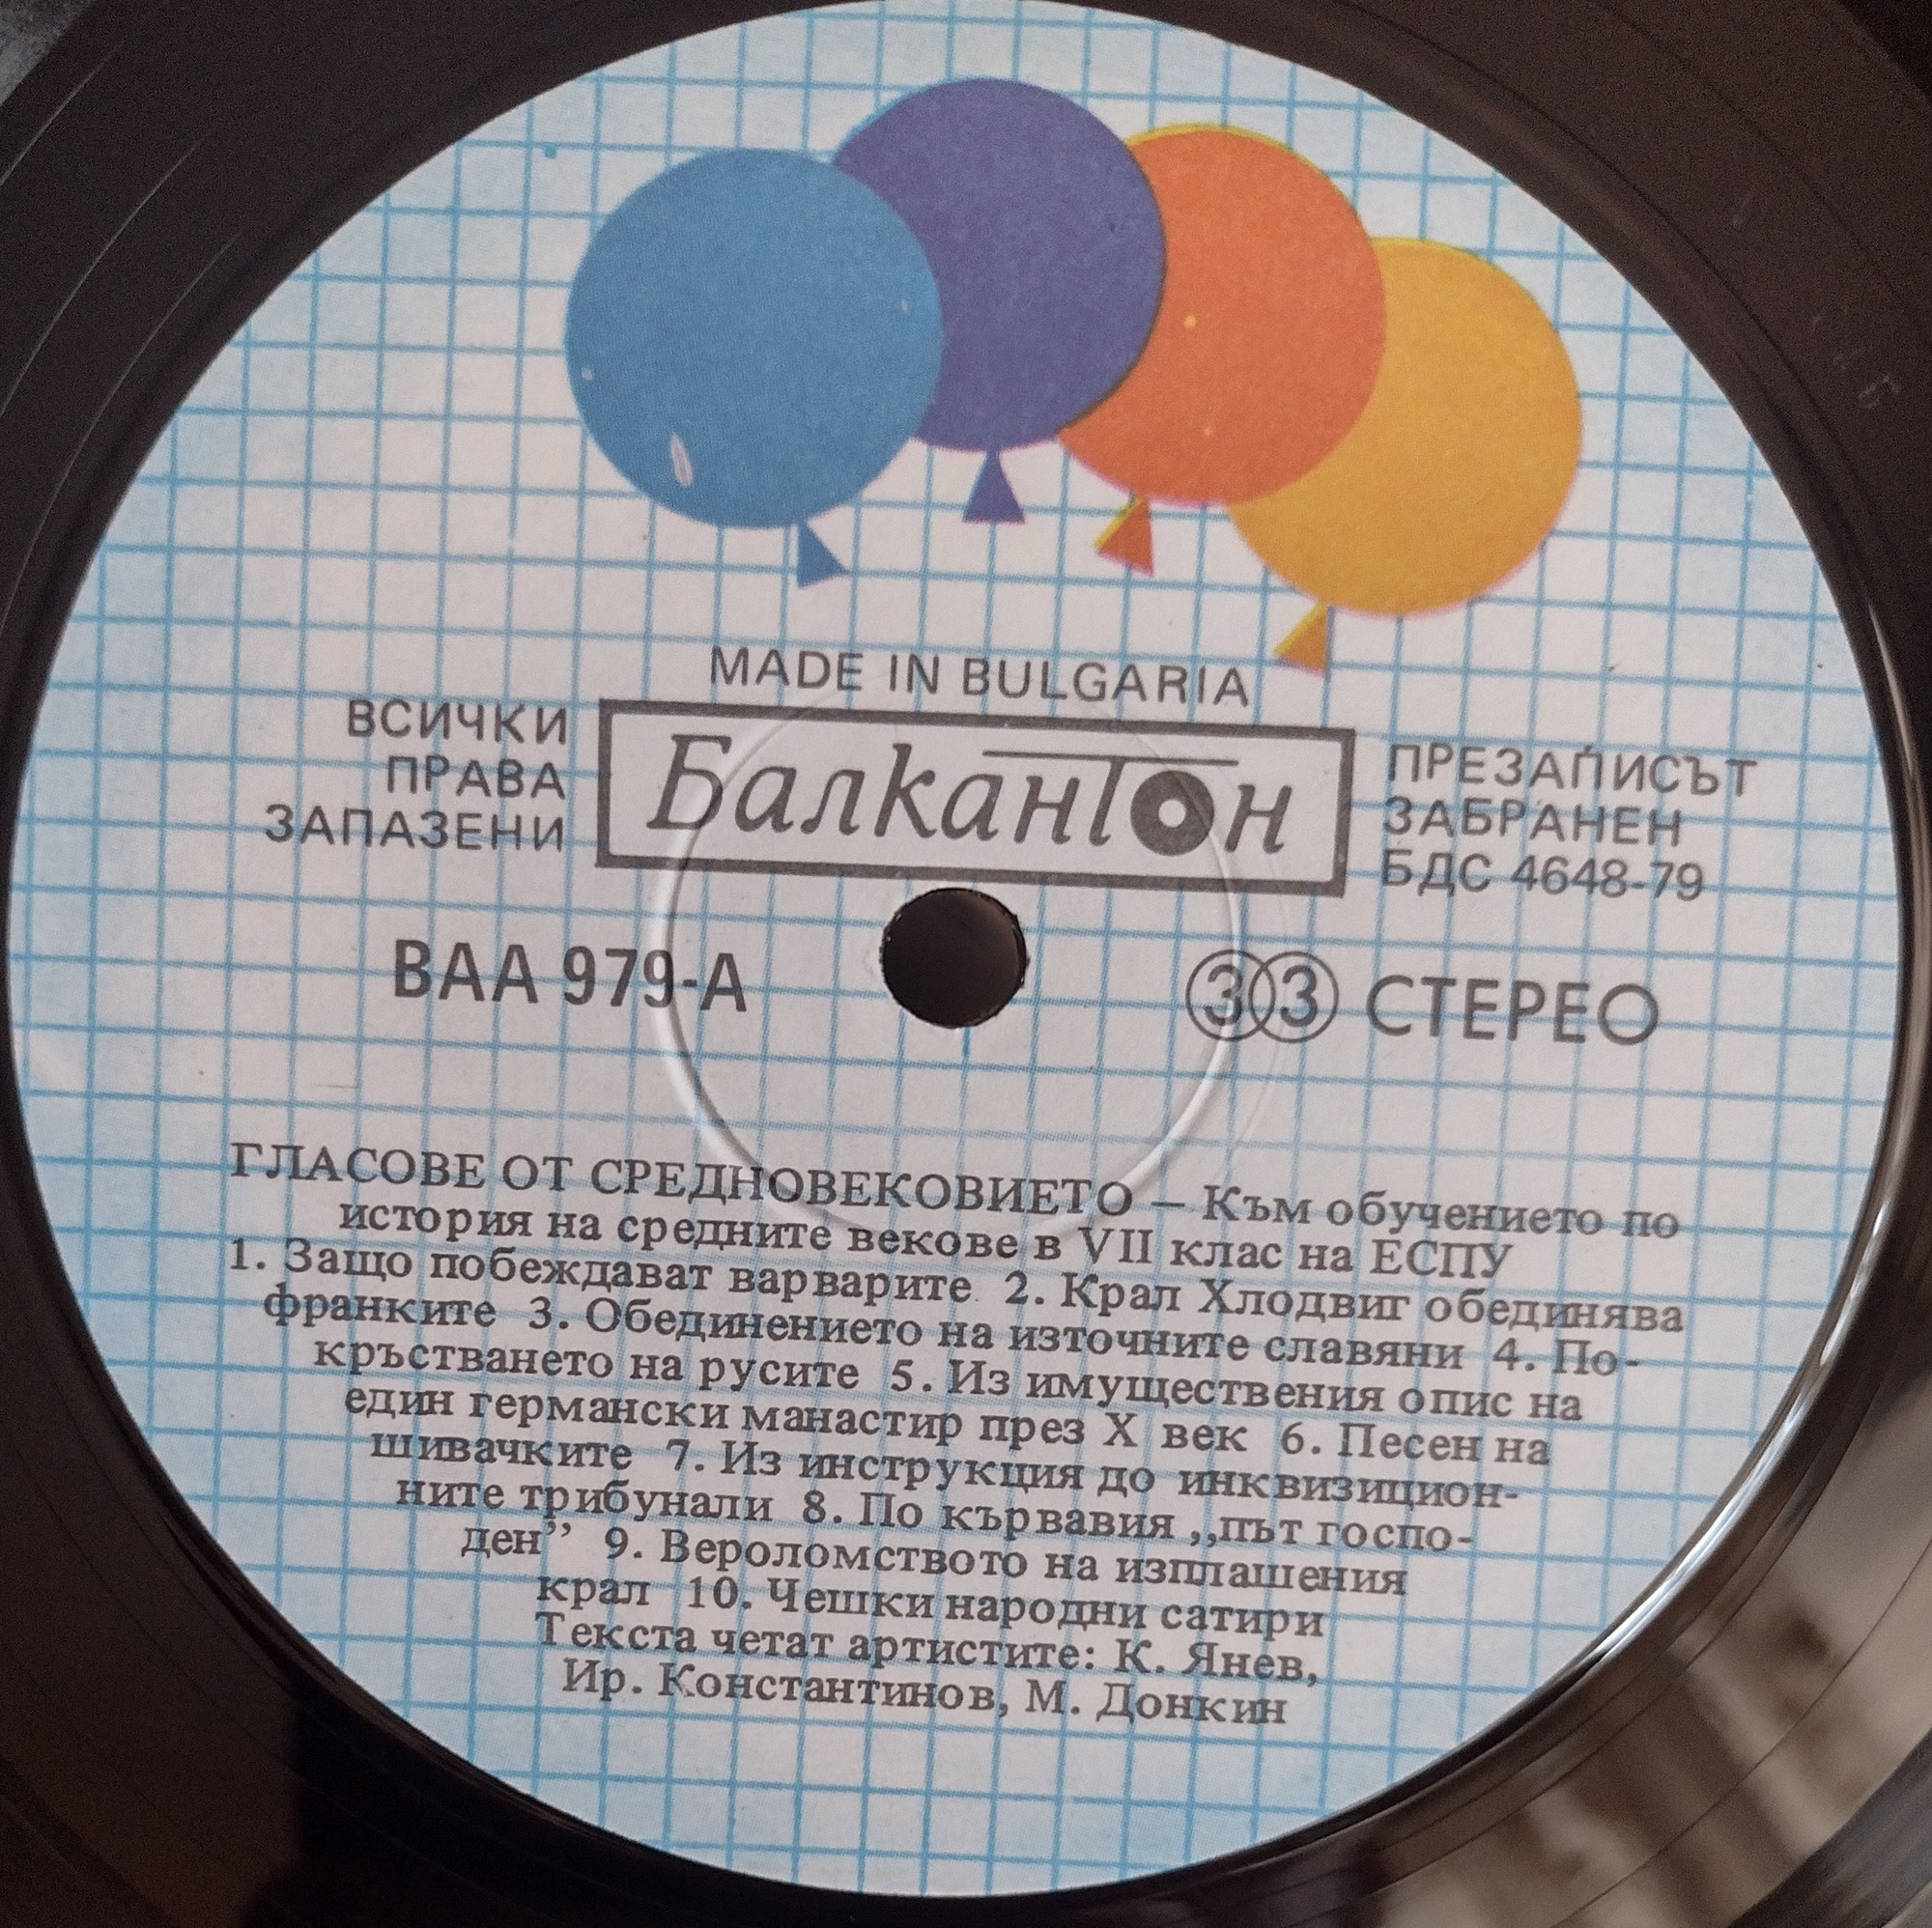 MADE IN BULGARIA
ВСИЧКИ
ПРАВА
ЗАПАЗЕНИ
Балкантон
ПРЕЗАПИСЪТ
ЗАБРАНЕН
БДС 4648-79
ВАА 979-А
33 СТЕРЕО
ГЛАСОВЕ ОТ СРЕДНОВЕКОВИЕТО – Към обучението по
история на средните векове в VII клас на ЕСПУ
1. Защо побеждават варварите 2. Крал Хлодвиг обединява
франките 3. Обединението на източните славяни 4. По-
кръстването на русите 5. Из имуществения опис на
един германски манастир през X век 6. Песен на
шивачките 7. Из инструкция до инквизицион-
ните трибунали 8. По кървавия ,,път госпо-
ден” 9. Вероломството на изплашения
крал 10. Чешки народни сатири
Текста четат артистите: К. Янев,
Ир. Константинов, М. Донкин